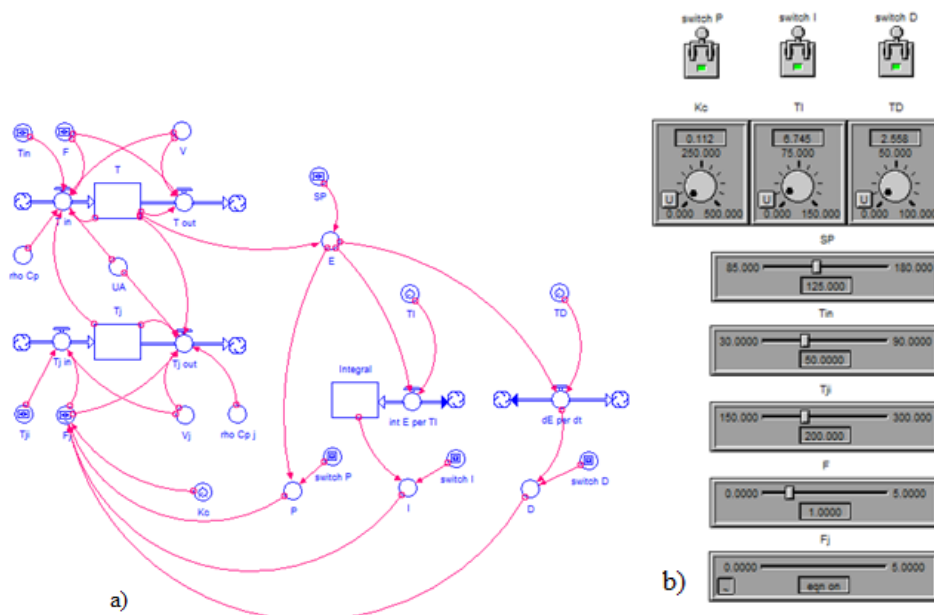 Tin
F
V
T
T in
T out
SP
E
rho Cp
UA
Tj
TI
TD
Tj in
Tj out
Integral
int E per TI
dE per dt
Tji
Fj
Vj
rho Cp j
switch P
switch I
switch D
Kc
P
I
D
a)
switch P switch I switch D
Kc TI TD
0.112 6.745 2.558
250.000 75.000 50.000
U U U
0.000 500.00 0.000 150.00 0.000 100.00
SP
85.000 180.000
125.000
Tin
30.0000 90.0000
50.0000
Tji
150.000 300.000
200.000
F
0.0000 5.0000
1.0000
Fj
0.0000 5.0000
~ eqn on
b)